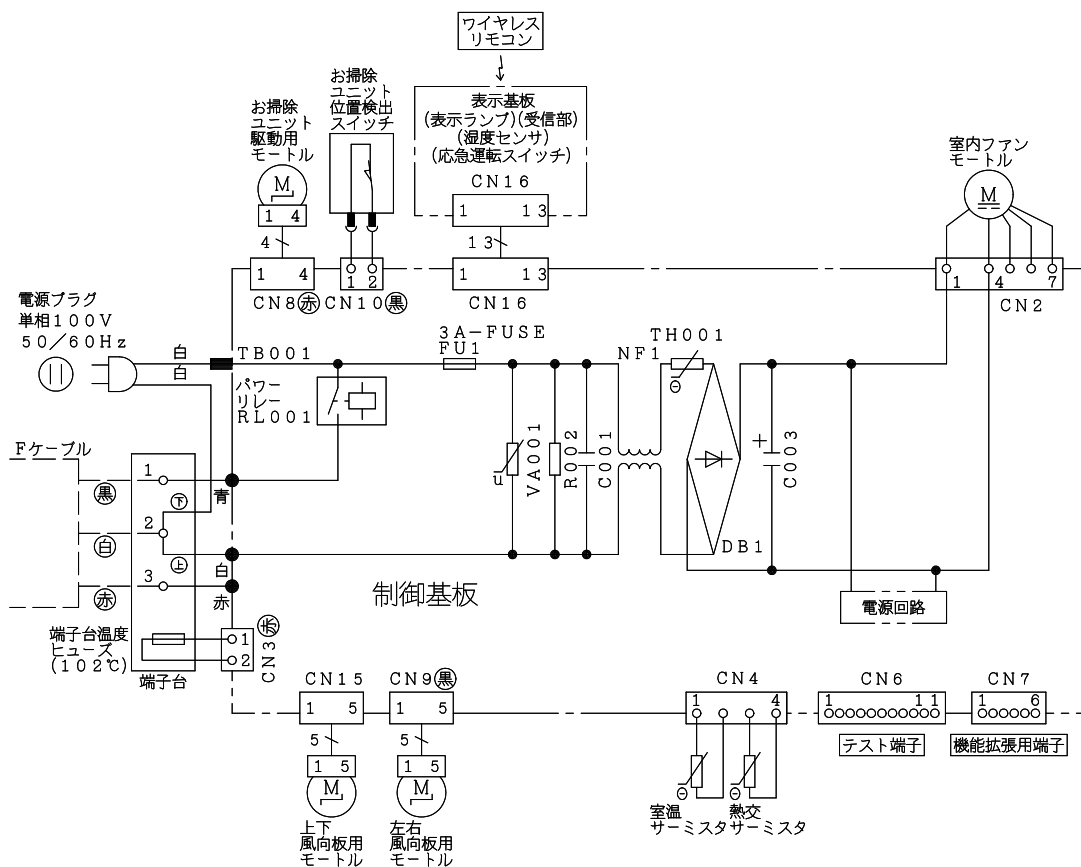 ワイヤレス
リモコン
お掃除
ユニット
位置検出
スイッチ
お掃除
ユニット
駆動用
モートル
表示基板
(表示ランプ)(受信部)
(湿度センサ)
(応急運転スイッチ)
CN16
1 13
室内ファン
モートル
M
M
1 4
4
13
1 4
1 2
1 13
1 4 7
CN8赤
CN10黒
CN16
CN2
電源プラグ
単相100V
50/60Hz
白
白
TB001
3A-FUSE
FU1
NF1
TH001
パワー
リレー
RL001
u
VA001
R002
C001
+
C003
DB1
Fケーブル
黒
白
赤
1
2
3
下
上
青
白
赤
制御基板
電源回路
端子台温度
ヒューズ
(102℃)
端子台
1
2
CN3赤
CN15
CN9黒
CN4
CN6
CN7
1 5
1 5
1 4
1 11
1 6
5
5
テスト端子
機能拡張用端子
1 5
1 5
M
M
室温
サーミスタ
熱交
サーミスタ
上下
風向板用
モートル
左右
風向板用
モートル